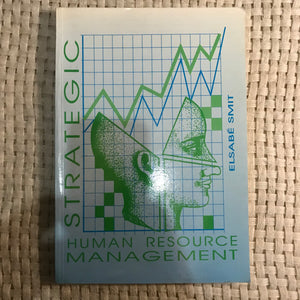 STRATEGIC
HUMAN RESOURCE
MANAGEMENT
ELSABÉ SMIT